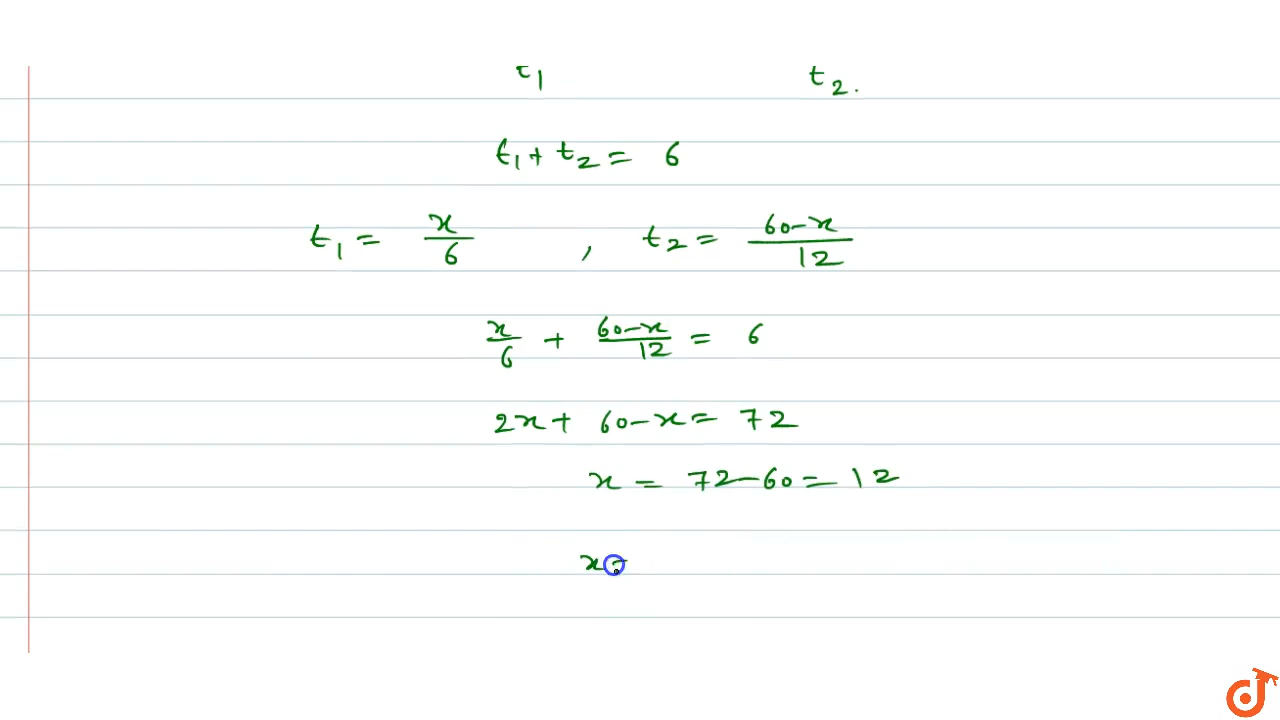 t1 t2.
t1 + t2 = 6
t1 = x/6 , t2 = 60-x/12
x/6 + 60-x/12 = 6
2x + 60-x = 72
x = 72-60 = 12
x=